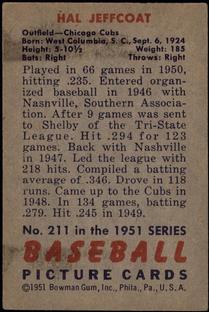 HAL JEFFCOAT
Outfield—Chicago Cubs
Born: West Columbia, S. C., Sept. 6, 1924
Height: 5-10½ Weight: 185
Bats: Right Throws: Right
Played in 66 games in 1950,
hitting .235. Entered organ-
ized baseball in 1946 with
Nashville, Southern Associa-
tion. After 9 games was sent
to Shelby of the Tri-State
League. Hit .294 for 123
games. Back with Nashville
in 1947. Led the league with
218 hits. Compiled a batting
average of .346. Drove in 118
runs. Came up to the Cubs in
1948. In 134 games, batting
.279. Hit .245 in 1949.
No. 211 in the 1951 SERIES
BASEBALL
PICTURE CARDS
©1951 Bowman Gum, Inc., Phila., Pa., U. S. A.